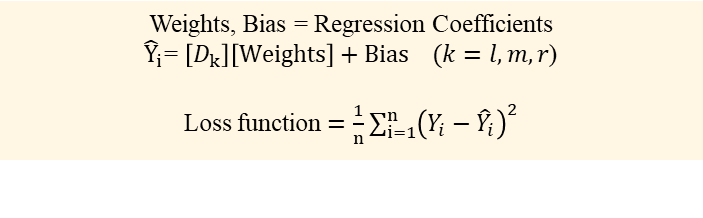 Weights, Bias = Regression Coefficients
Ŷᵢ= [Dₖ][Weights] + Bias (k = l, m, r)
Loss function = 1/n ∑ⁿᵢ₌₁(Yᵢ − Ŷᵢ)²